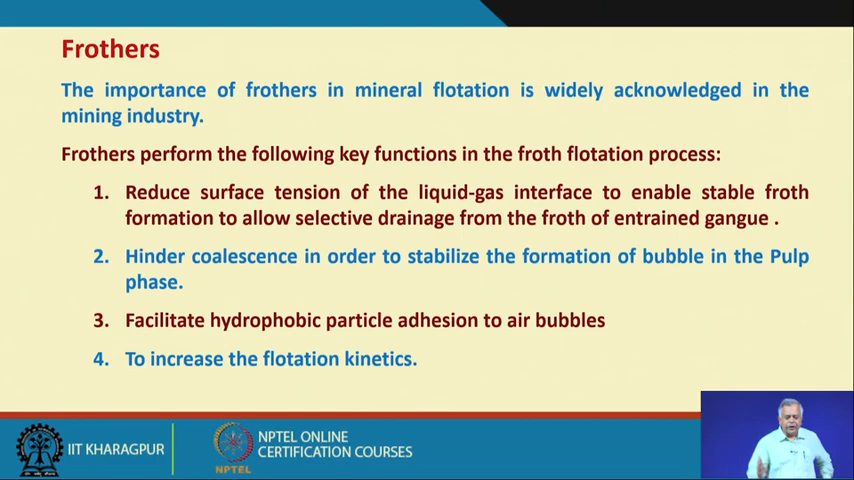 Frothers
The importance of frothers in mineral flotation is widely acknowledged in the
mining industry.
Frothers perform the following key functions in the froth flotation process:
1. Reduce surface tension of the liquid-gas interface to enable stable froth
formation to allow selective drainage from the froth of entrained gangue .
2. Hinder coalescence in order to stabilize the formation of bubble in the Pulp
phase.
3. Facilitate hydrophobic particle adhesion to air bubbles
4. To increase the flotation kinetics.
IIT KHARAGPUR
NPTEL
NPTEL ONLINE
CERTIFICATION COURSES